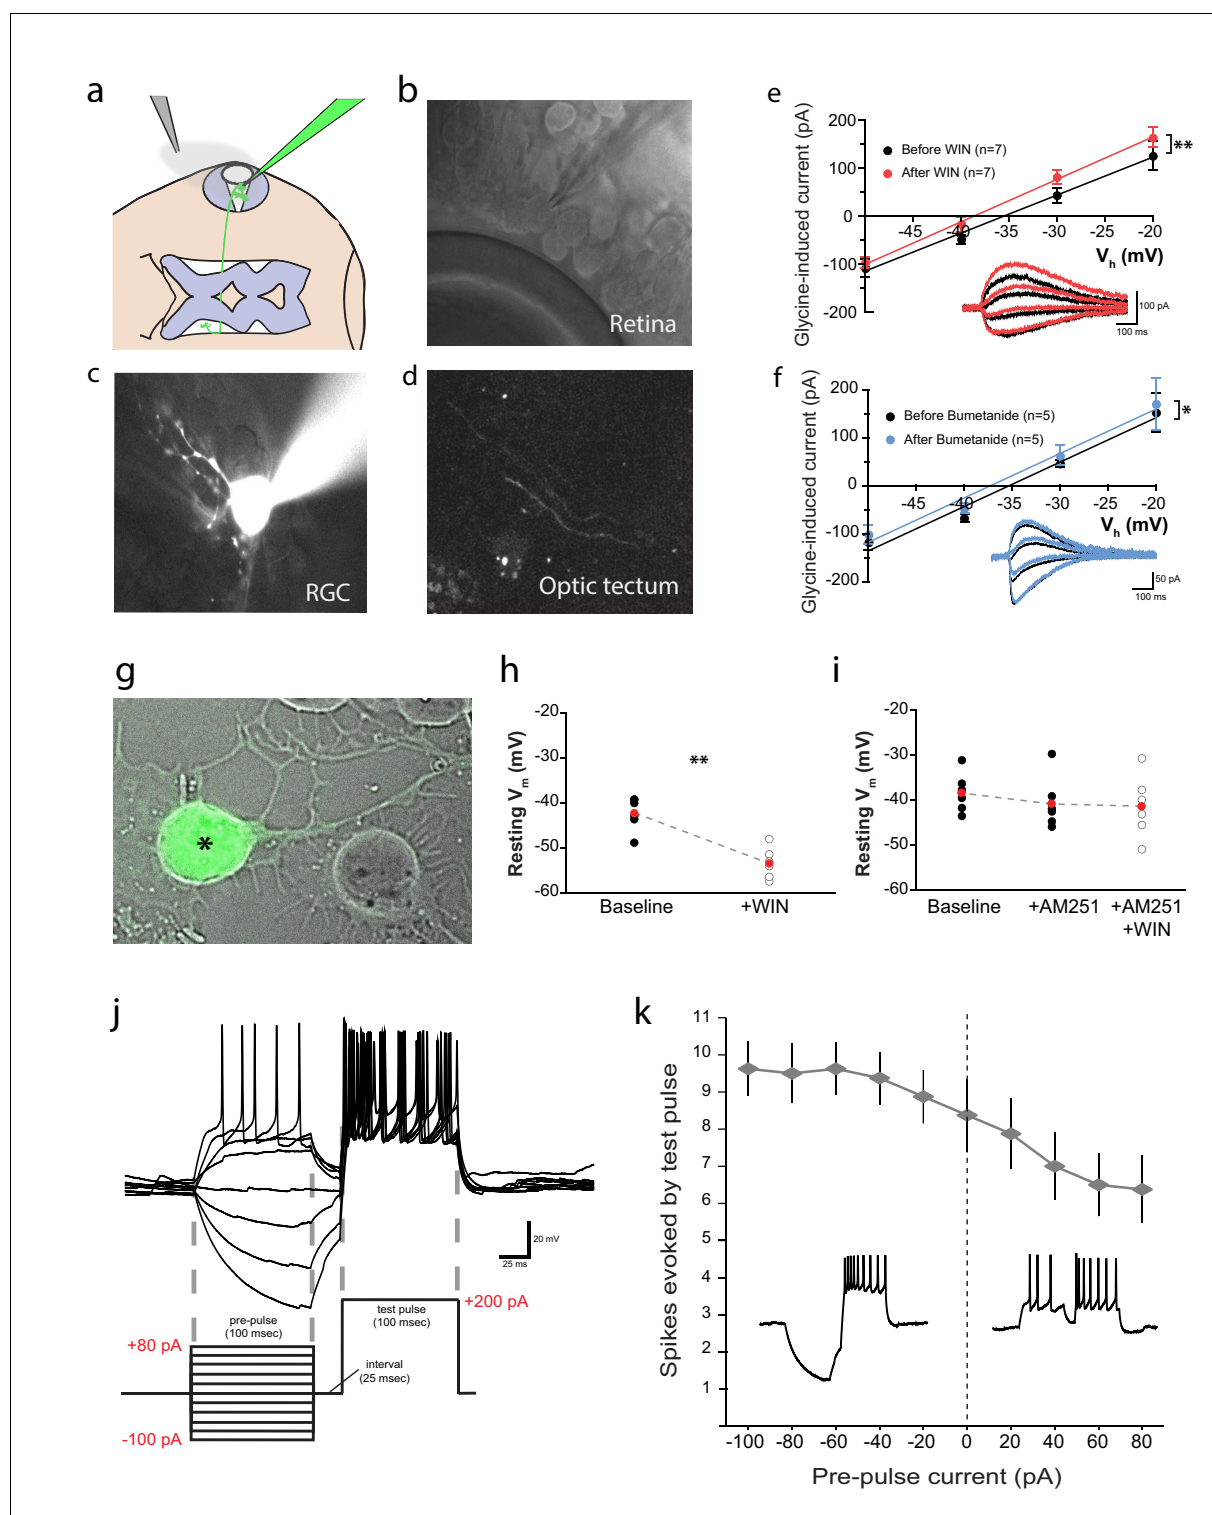 a
b
Retina
c
RGC
d
Optic tectum
e
Glycine-induced current (pA)
200
100
0
-100
-200
Before WIN (n=7)
After WIN (n=7)
**
-45 -40 -35 -30 -25 -20
Vh (mV)
100 pA
100 ms
f
Glycine-induced current (pA)
200
100
0
-100
-200
Before Bumetanide (n=5)
After Bumetanide (n=5)
*
-45 -40 -35 -30 -25 -20
Vh (mV)
50 pA
100 ms
g
*
h
Resting Vm (mV)
-20
-30
-40
-50
-60
**
Baseline +WIN
i
Resting Vm (mV)
-20
-30
-40
-50
-60
Baseline +AM251 +AM251
+WIN
j
20 mV
25 ms
pre-pulse
(100 msec)
+80 pA
-100 pA
interval
(25 msec)
test pulse
(100 msec)
+200 pA
k
Spikes evoked by test pulse
11
10
9
8
7
6
5
4
3
2
1
-100 -80 -60 -40 -20 0 20 40 60 80
Pre-pulse current (pA)